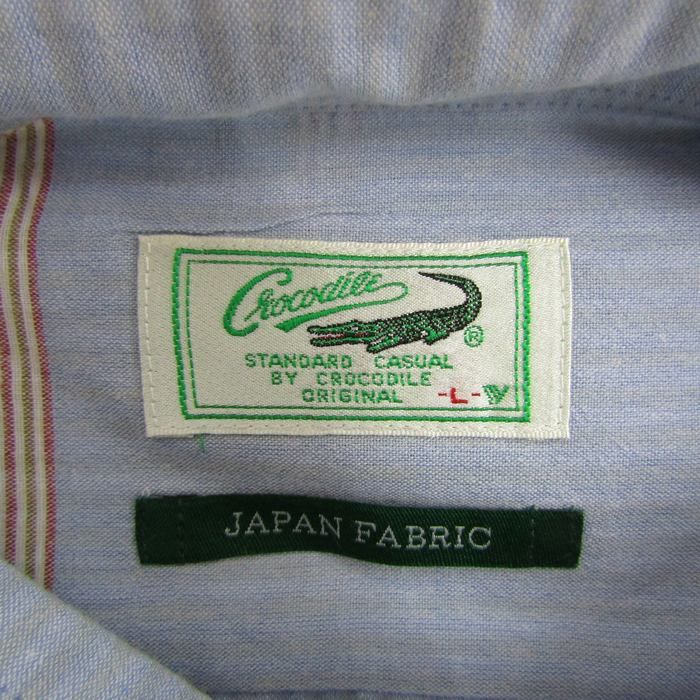 Crocodile
®
STANDARD CASUAL
BY CROCODILE
ORIGINAL
-L-
JAPAN FABRIC